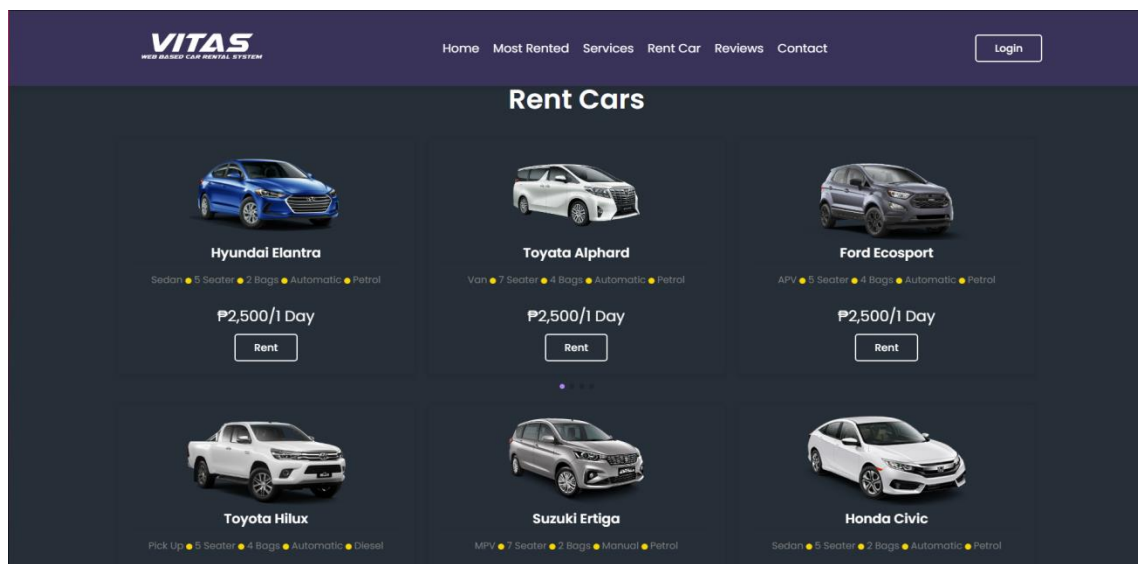 VITAS
WEB BASED CAR RENTAL SYSTEM
Home Most Rented Services Rent Car Reviews Contact
Login
Rent Cars
Hyundai Elantra
Sedan ● 5 Seater ● 2 Bags ● Automatic ● Petrol
₱2,500/1 Day
Rent
Toyata Alphard
Van ● 7 Seater ● 4 Bags ● Automatic ● Petrol
₱2,500/1 Day
Rent
Ford Ecosport
APV ● 5 Seater ● 4 Bags ● Automatic ● Petrol
₱2,500/1 Day
Rent
Toyota Hilux
Pick Up ● 5 Seater ● 4 Bags ● Automatic ● Diesel
Suzuki Ertiga
MPV ● 7 Seater ● 2 Bags ● Manual ● Petrol
Honda Civic
Sedan ● 5 Seater ● 2 Bags ● Automatic ● Petrol